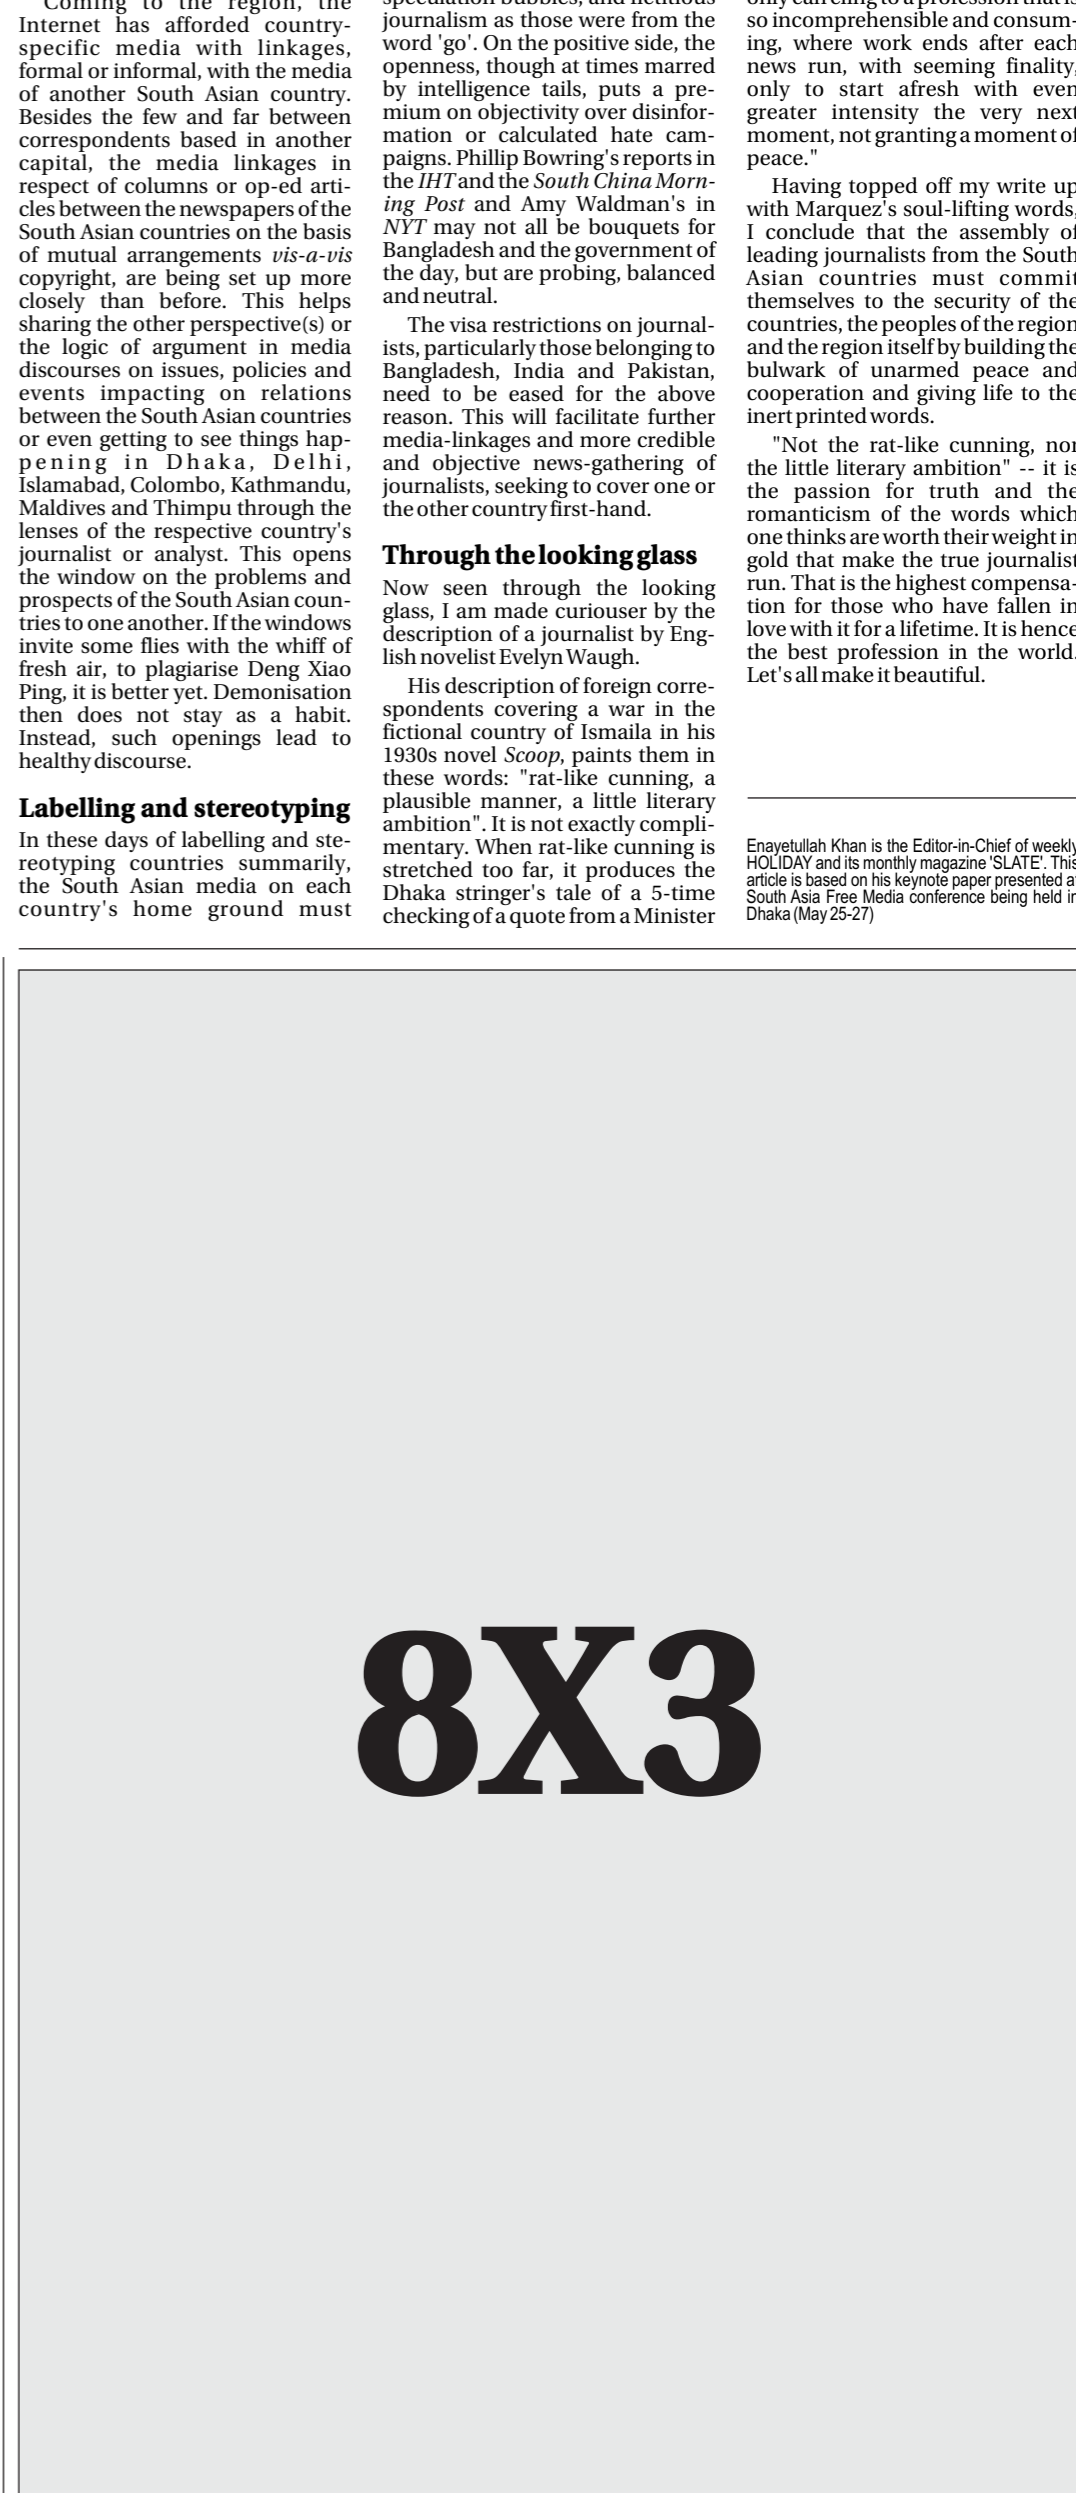 Coming to the region, the
Internet has afforded country-
specific media with linkages,
formal or informal, with the media
of another South Asian country.
Besides the few and far between
correspondents based in another
capital, the media linkages in
respect of columns or op-ed arti-
cles between the newspapers of the
South Asian countries on the basis
of mutual arrangements vis-a-vis
copyright, are being set up more
closely than before. This helps
sharing the other perspective(s) or
the logic of argument in media
discourses on issues, policies and
events impacting on relations
between the South Asian countries
or even getting to see things hap-
pening in Dhaka, Delhi,
Islamabad, Colombo, Kathmandu,
Maldives and Thimpu through the
lenses of the respective country's
journalist or analyst. This opens
the window on the problems and
prospects of the South Asian coun-
tries to one another. If the windows
invite some flies with the whiff of
fresh air, to plagiarise Deng Xiao
Ping, it is better yet. Demonisation
then does not stay as a habit.
Instead, such openings lead to
healthy discourse.
Labelling and stereotyping
In these days of labelling and ste-
reotyping countries summarily,
the South Asian media on each
country's home ground must
speculation bubbles, and fictitious
journalism as those were from the
word 'go'. On the positive side, the
openness, though at times marred
by intelligence tails, puts a pre-
mium on objectivity over disinfor-
mation or calculated hate cam-
paigns. Phillip Bowring's reports in
the IHT and the South China Morn-
ing Post and Amy Waldman's in
NYT may not all be bouquets for
Bangladesh and the government of
the day, but are probing, balanced
and neutral.
The visa restrictions on journal-
ists, particularly those belonging to
Bangladesh, India and Pakistan,
need to be eased for the above
reason. This will facilitate further
media-linkages and more credible
and objective news-gathering of
journalists, seeking to cover one or
the other country first-hand.
Through the looking glass
Now seen through the looking
glass, I am made curiouser by the
description of a journalist by Eng-
lish novelist Evelyn Waugh.
His description of foreign corre-
spondents covering a war in the
fictional country of Ismaila in his
1930s novel Scoop, paints them in
these words: "rat-like cunning, a
plausible manner, a little literary
ambition". It is not exactly compli-
mentary. When rat-like cunning is
stretched too far, it produces the
Dhaka stringer's tale of a 5-time
checking of a quote from a Minister
only can cling to a profession that is
so incomprehensible and consum-
ing, where work ends after each
news run, with seeming finality,
only to start afresh with even
greater intensity the very next
moment, not granting a moment of
peace."
Having topped off my write up
with Marquez's soul-lifting words,
I conclude that the assembly of
leading journalists from the South
Asian countries must commit
themselves to the security of the
countries, the peoples of the region
and the region itself by building the
bulwark of unarmed peace and
cooperation and giving life to the
inert printed words.
"Not the rat-like cunning, nor
the little literary ambition" -- it is
the passion for truth and the
romanticism of the words which
one thinks are worth their weight in
gold that make the true journalist
run. That is the highest compensa-
tion for those who have fallen in
love with it for a lifetime. It is hence
the best profession in the world.
Let's all make it beautiful.
Enayetullah Khan is the Editor-in-Chief of weekly
HOLIDAY and its monthly magazine 'SLATE'. This
article is based on his keynote paper presented at
South Asia Free Media conference being held in
Dhaka (May 25-27)
8X3